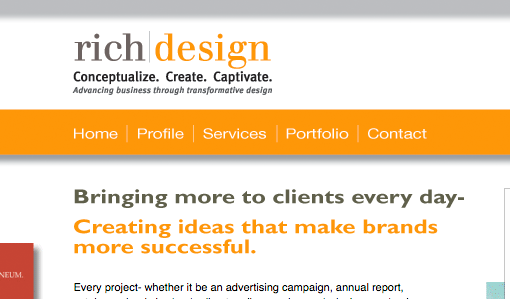 rich design
Conceptualize. Create. Captivate.
Advancing business through transformative design
Home Profile Services Portfolio Contact
Bringing more to clients every day-
Creating ideas that make brands
more successful.
NEUM.
Every project- whether it be an advertising campaign, annual report,